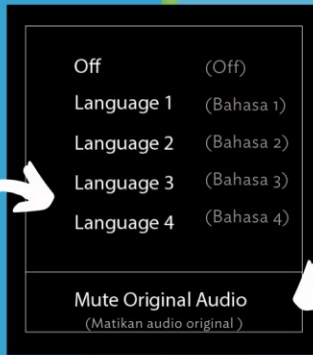 Off (Off)
Language 1 (Bahasa 1)
Language 2 (Bahasa 2)
Language 3 (Bahasa 3)
Language 4 (Bahasa 4)
Mute Original Audio
(Matikan audio original )